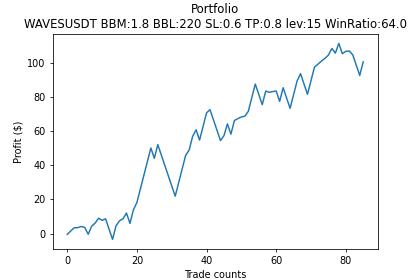 Portfolio
WAVESUSDT BBM:1.8 BBL:220 SL:0.6 TP:0.8 lev:15 WinRatio:64.0
Profit ($)
100
80
60
40
20
0
0 20 40 60 80
Trade counts